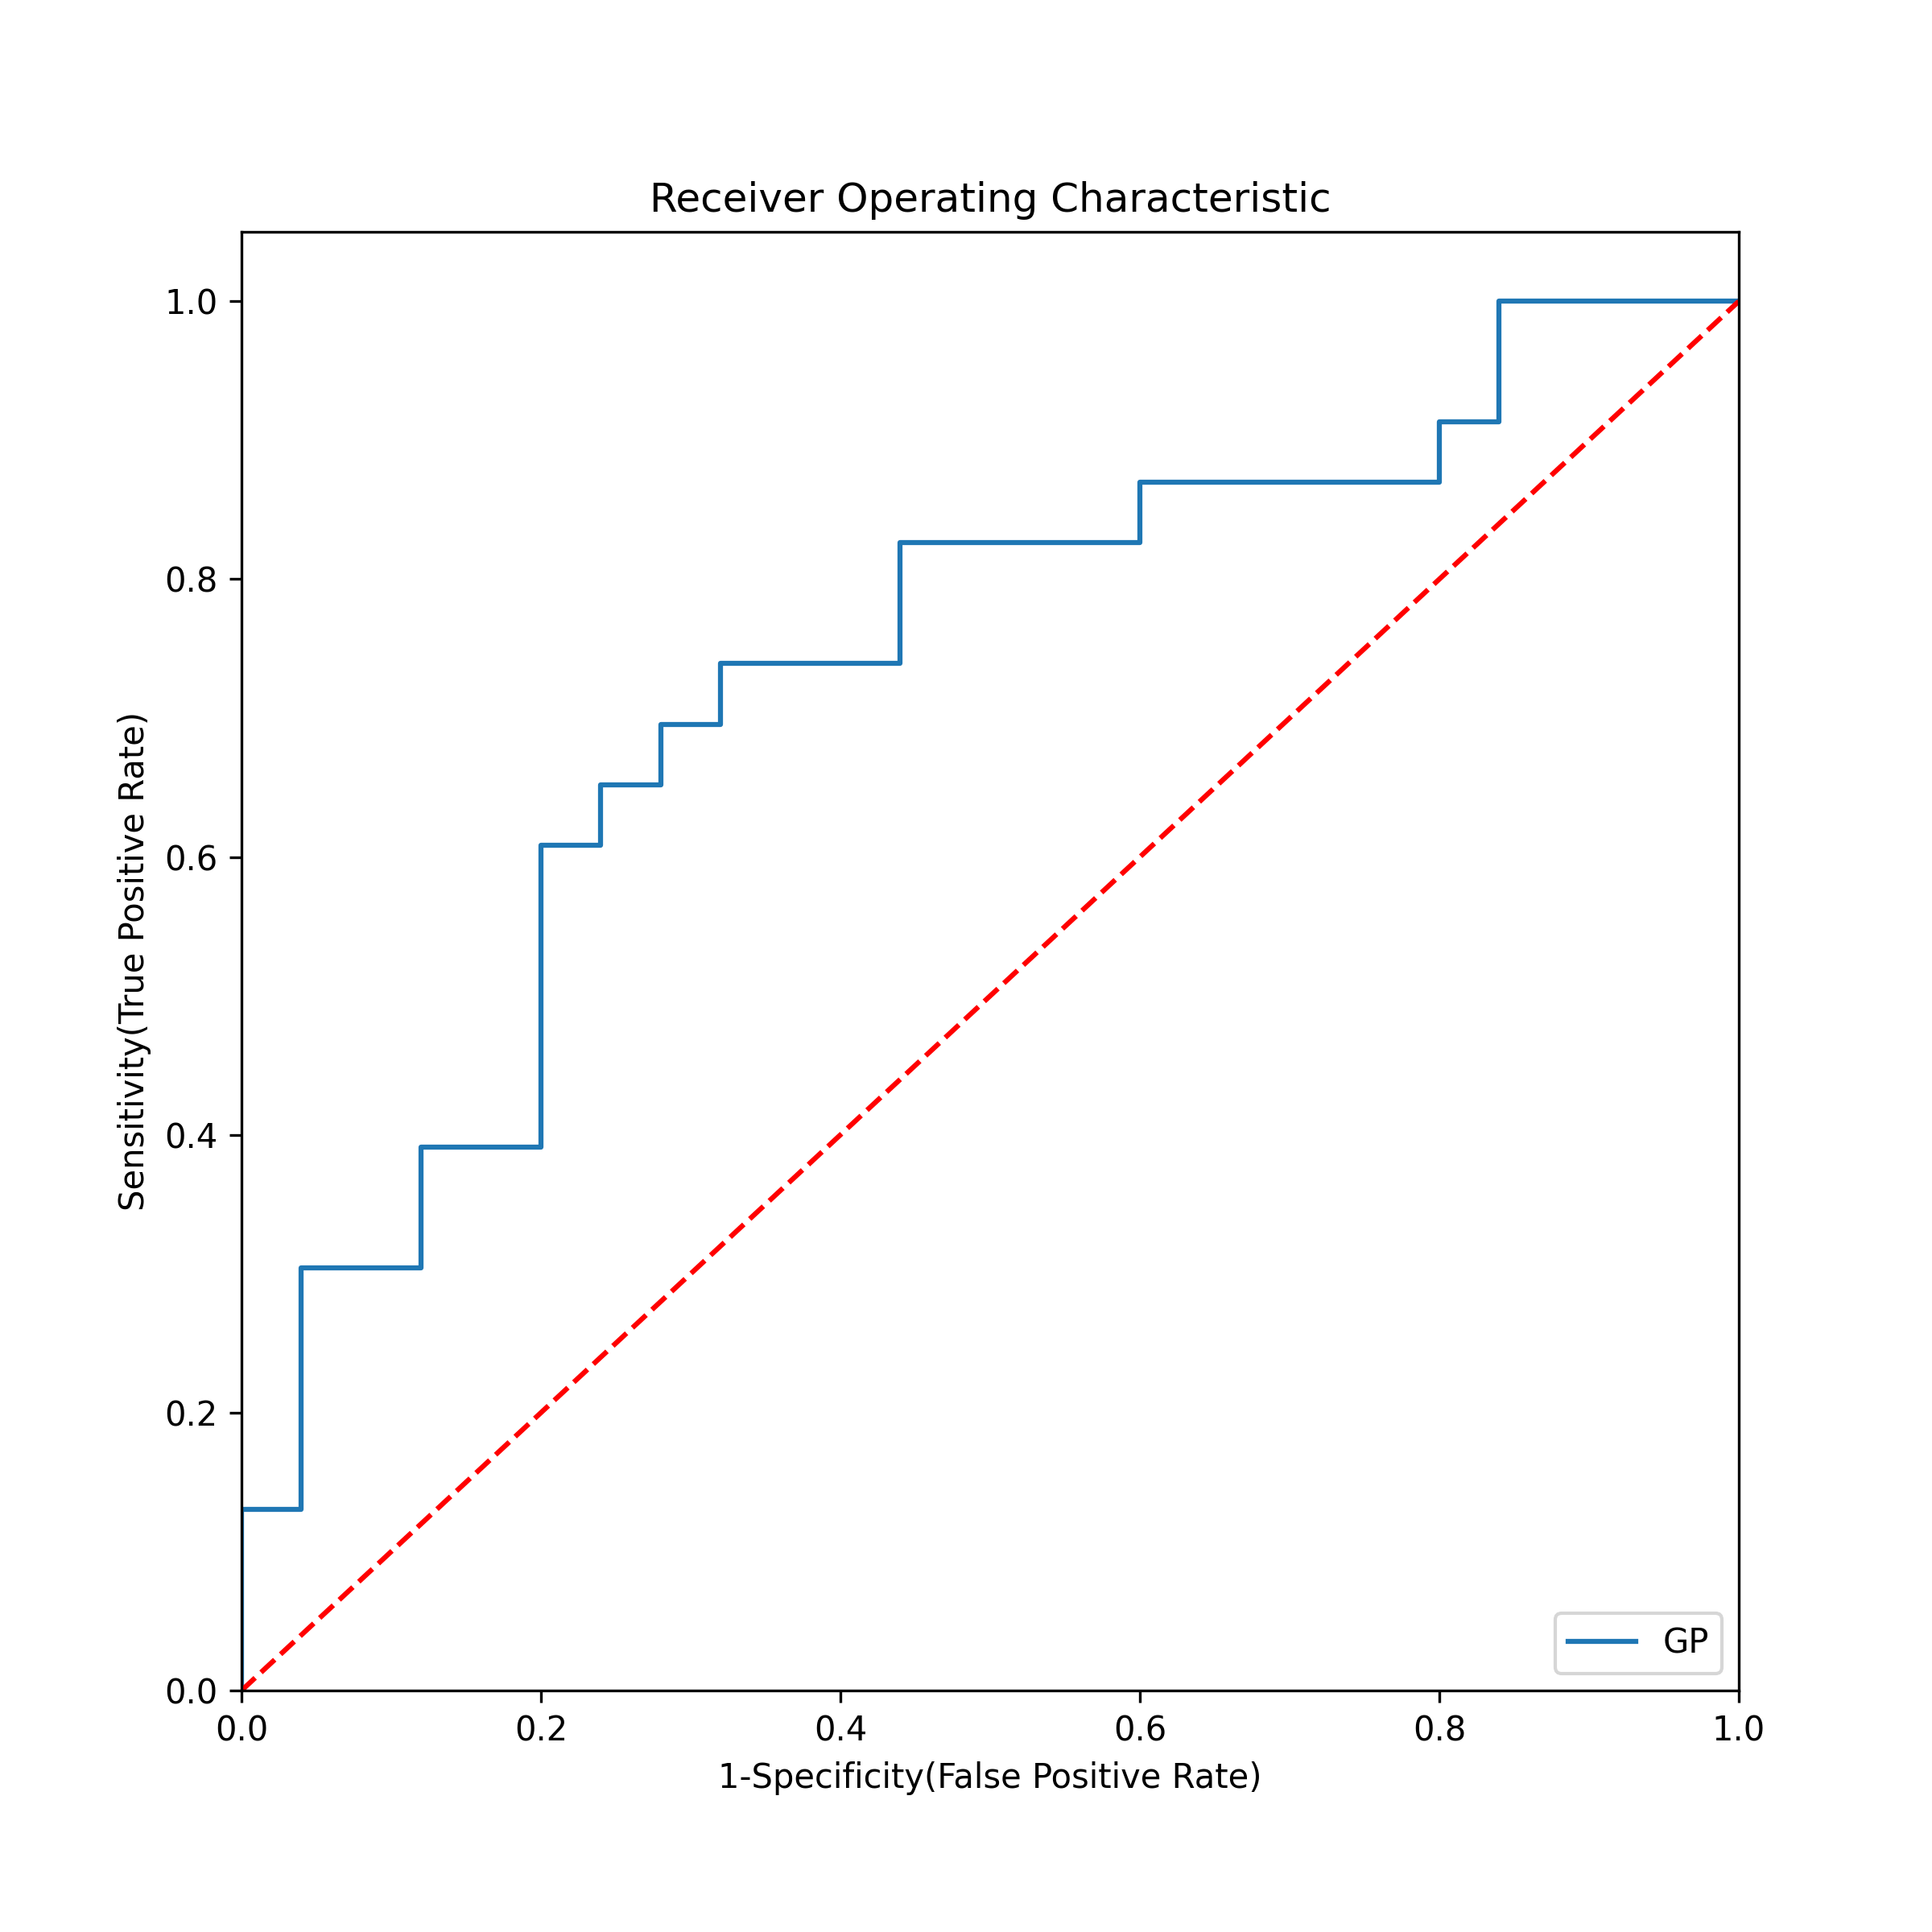 Receiver Operating Characteristic
1.0
0.8
0.6
0.4
0.2
0.0
Sensitivity(True Positive Rate)
0.0 0.2 0.4 0.6 0.8 1.0
1-Specificity(False Positive Rate)
GP